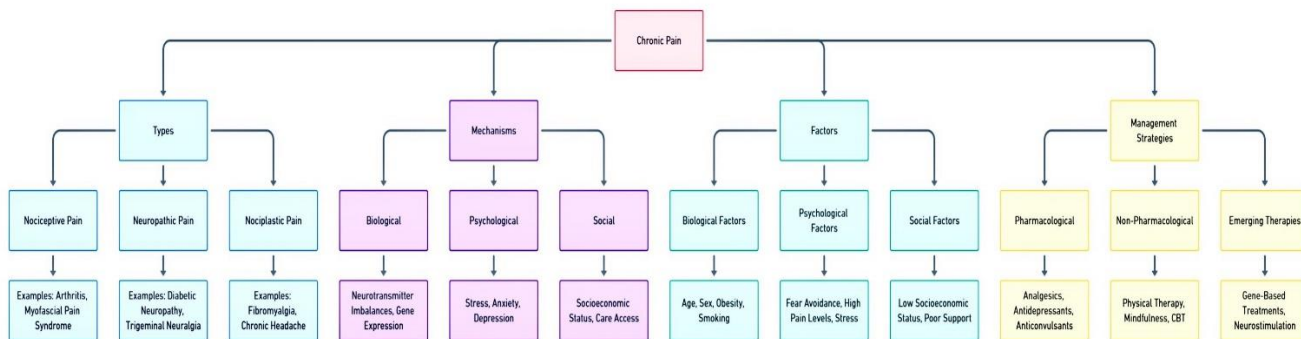 Chronic Pain
Types
Mechanisms
Factors
Management
Strategies
Nociceptive Pain
Neuropathic Pain
Nociplastic Pain
Biological
Psychological
Social
Biological Factors
Psychological
Factors
Social Factors
Pharmacological
Non-Pharmacological
Emerging Therapies
Examples: Arthritis,
Myofascial Pain
Syndrome
Examples: Diabetic
Neuropathy,
Trigeminal Neuralgia
Examples:
Fibromyalgia,
Chronic Headache
Neurotransmitter
Imbalances, Gene
Expression
Stress, Anxiety,
Depression
Socioeconomic
Status, Care Access
Age, Sex, Obesity,
Smoking
Fear Avoidance, High
Pain Levels, Stress
Low Socioeconomic
Status, Poor Support
Analgesics,
Antidepressants,
Anticonvulsants
Physical Therapy,
Mindfulness, CBT
Gene-Based
Treatments,
Neurostimulation